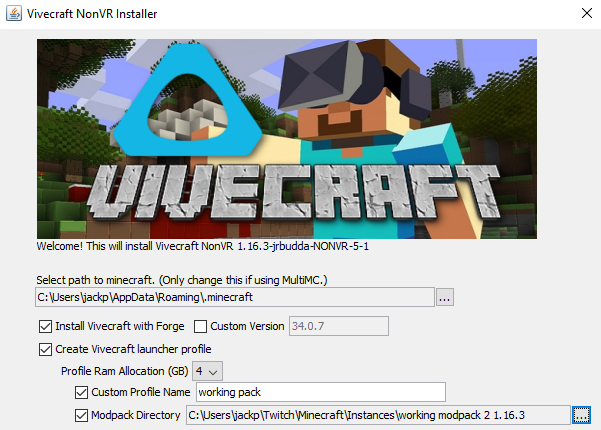 Vivecraft NonVR Installer
VIVECRAFT
Welcome! This will install Vivecraft NonVR 1.16.3-jrbudda-NONVR-5-1
Select path to minecraft. (Only change this if using MultiMC.)
C:\Users\jackp\AppData\Roaming\.minecraft
...
Install Vivecraft with Forge Custom Version 34.0.7
Create Vivecraft launcher profile
Profile Ram Allocation (GB) 4
Custom Profile Name working pack
Modpack Directory C:\Users\jackp\Twitch\Minecraft\Instances\working modpack 2 1.16.3 ...